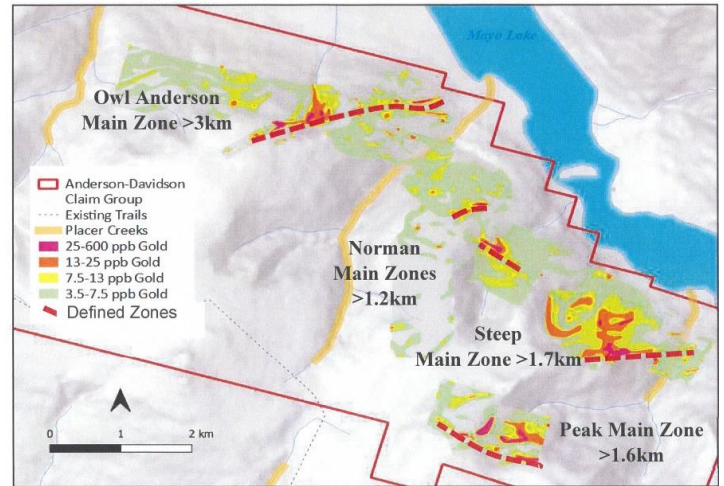 Mayo Lake
Owl Anderson
Main Zone >3km
Anderson-Davidson
Claim Group
Existing Trails
Placer Creeks
25-600 ppb Gold
13-25 ppb Gold
7.5-13 ppb Gold
3.5-7.5 ppb Gold
Defined Zones
Norman
Main Zones
>1.2km
Steep
Main Zone >1.7km
Peak Main Zone
>1.6km
0 1 2 km